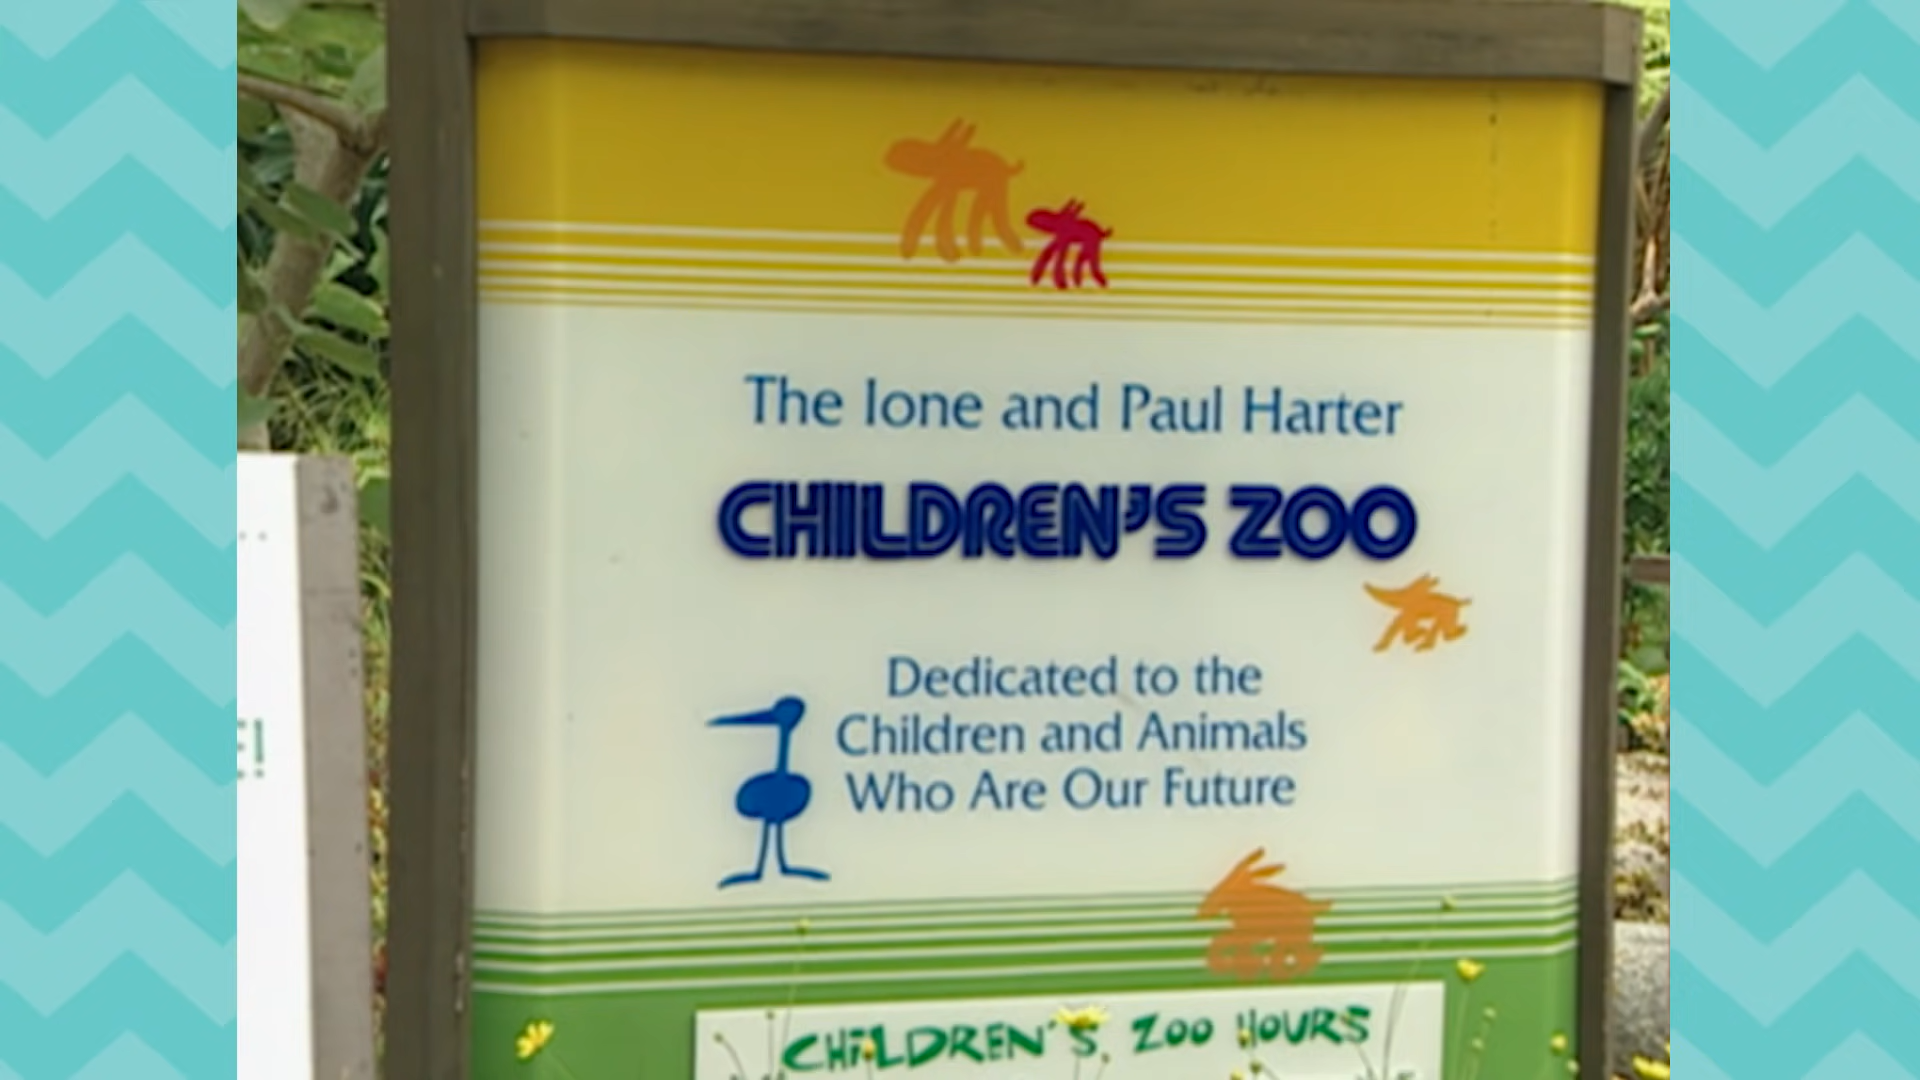 The Ione and Paul Harter
CHILDREN'S ZOO
Dedicated to the
Children and Animals
Who Are Our Future
CHiLDREN'S ZOO HOURS